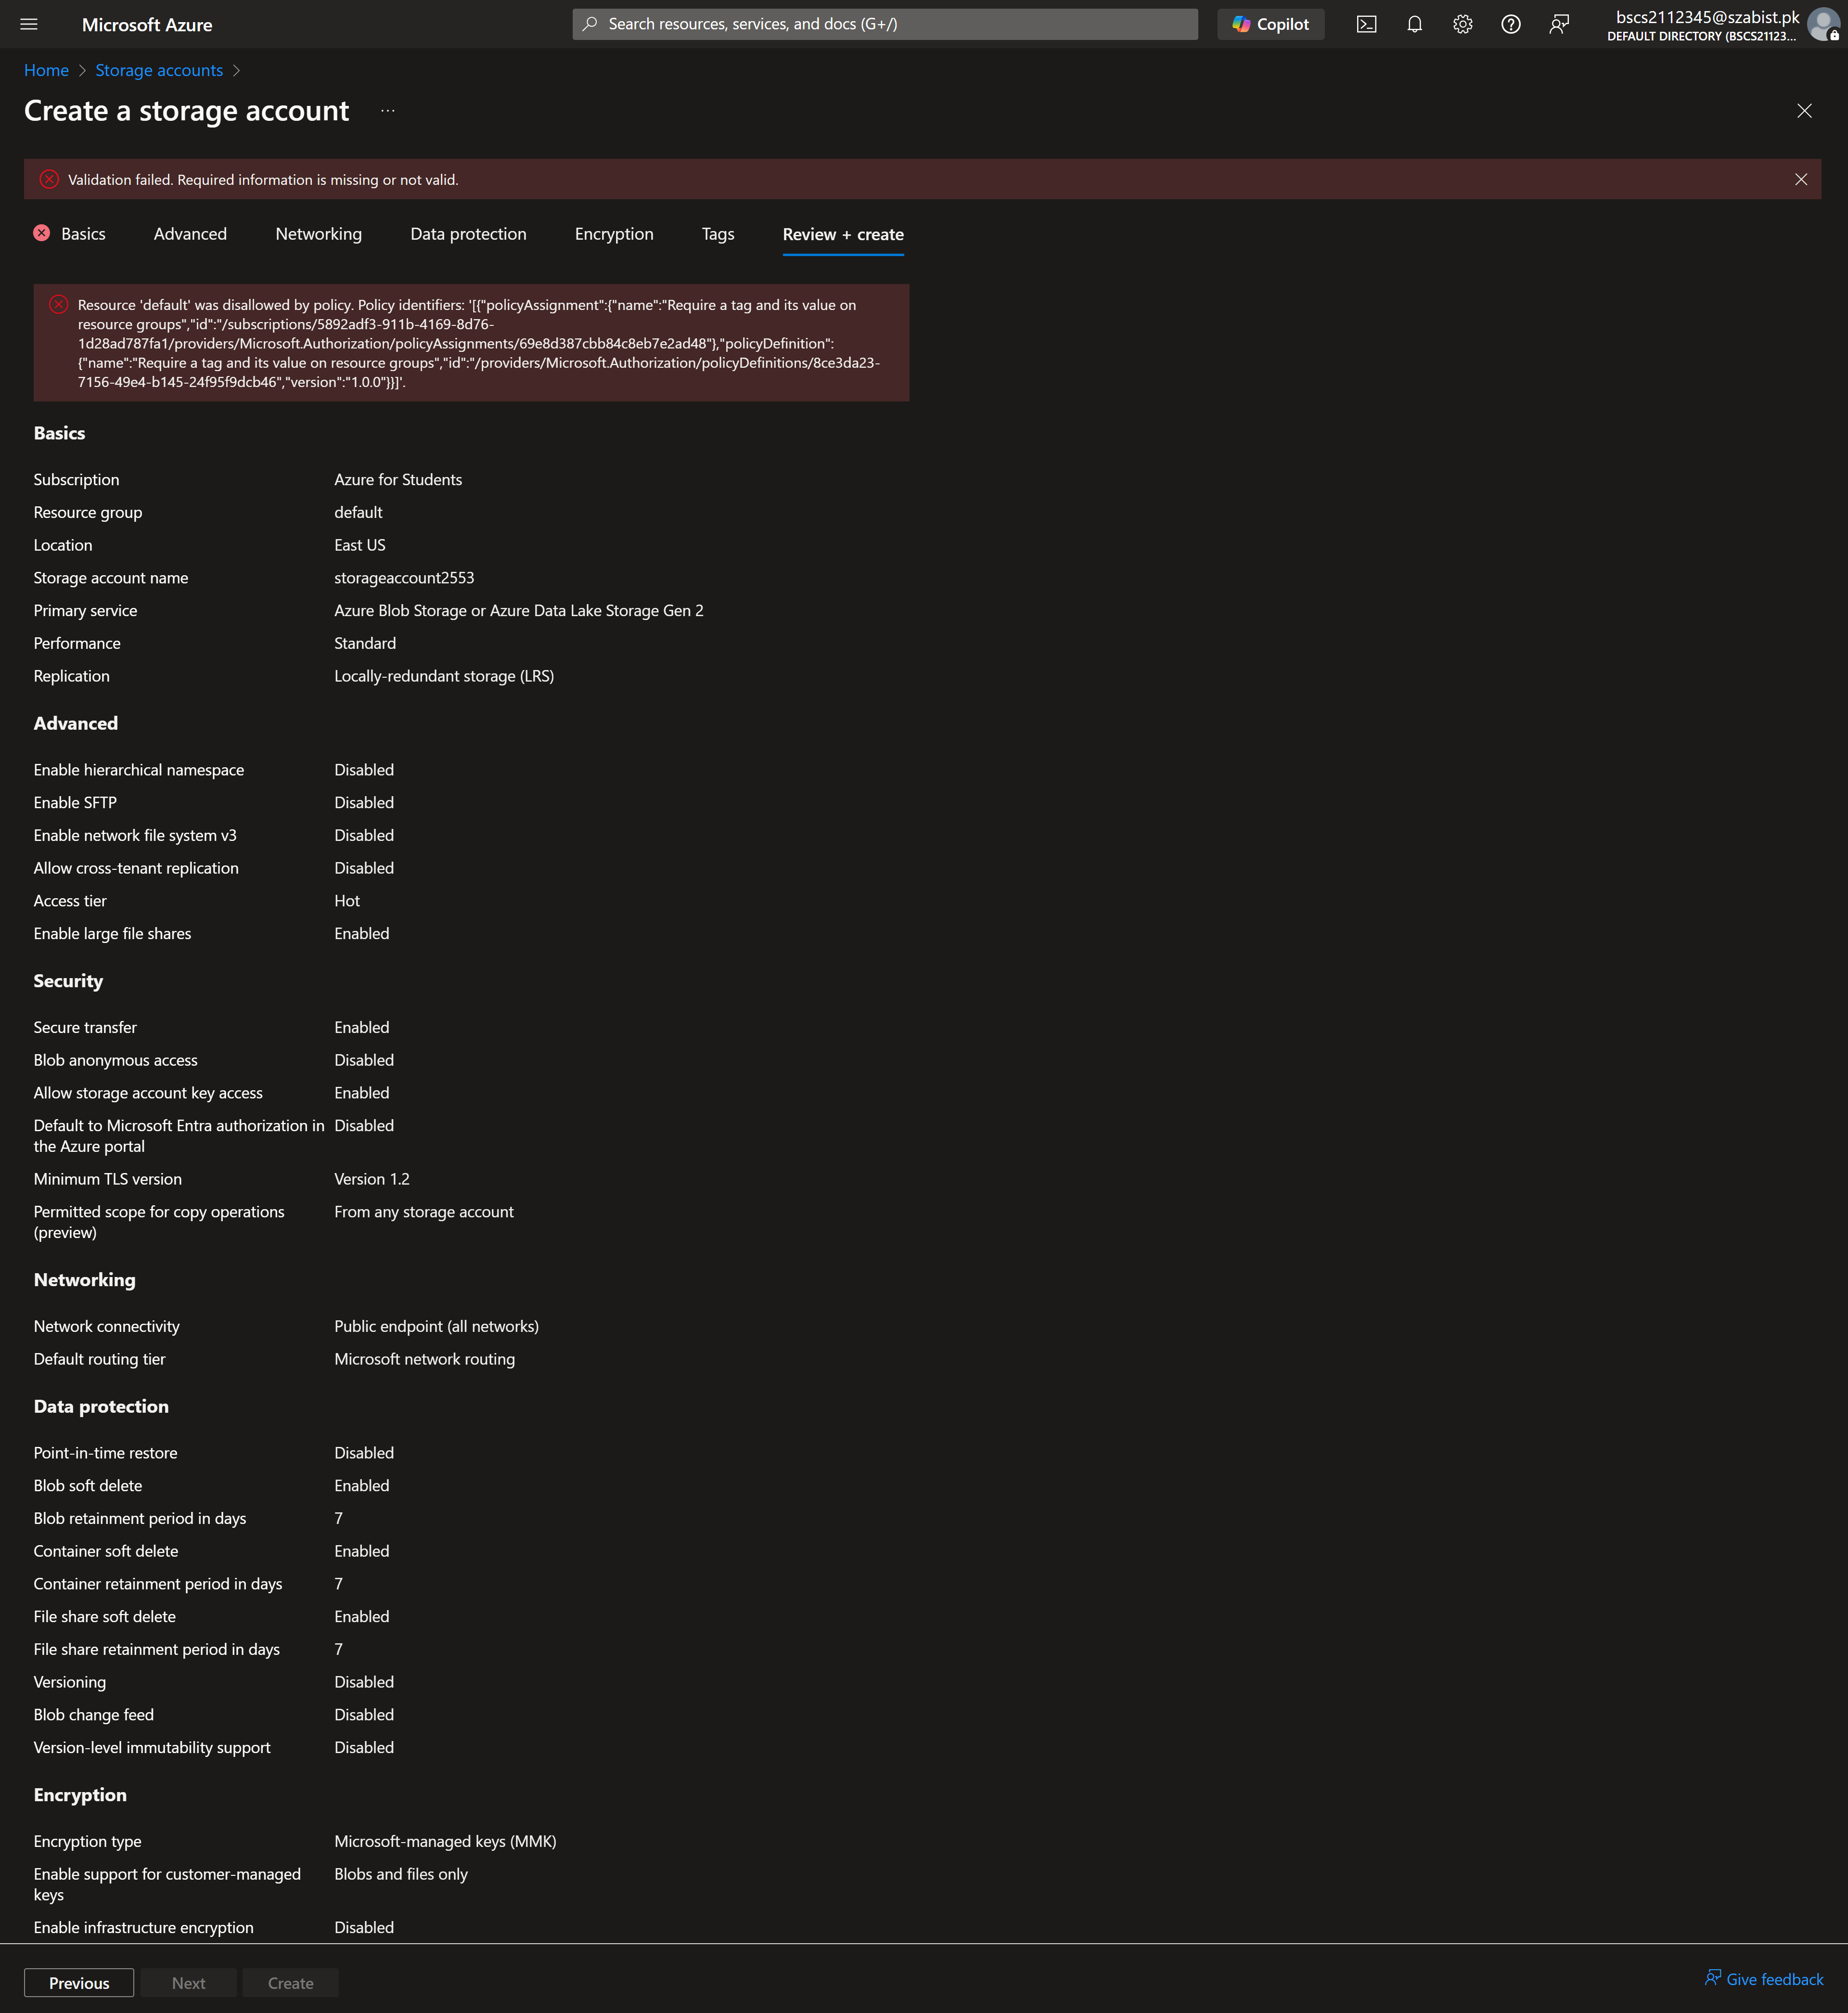 Microsoft Azure
Search resources, services, and docs (G+/)
Copilot
bscs2112345@szabist.pk
DEFAULT DIRECTORY (BSCS21123...
Home > Storage accounts >
Create a storage account ...
Validation failed. Required information is missing or not valid.
Basics Advanced Networking Data protection Encryption Tags Review + create
Resource 'default' was disallowed by policy. Policy identifiers: '[{"policyAssignment":{"name":"Require a tag and its value on
resource groups","id":"/subscriptions/5892adf3-911b-4169-8d76-
1d28ad787fa1/providers/Microsoft.Authorization/policyAssignments/69e8d387cbb84c8eb7e2ad48"},"policyDefinition":
{"name":"Require a tag and its value on resource groups","id":"/providers/Microsoft.Authorization/policyDefinitions/8ce3da23-
7156-49e4-b145-24f95f9dcb46","version":"1.0.0"}}]'.
Basics
Subscription Azure for Students
Resource group default
Location East US
Storage account name storageaccount2553
Primary service Azure Blob Storage or Azure Data Lake Storage Gen 2
Performance Standard
Replication Locally-redundant storage (LRS)
Advanced
Enable hierarchical namespace Disabled
Enable SFTP Disabled
Enable network file system v3 Disabled
Allow cross-tenant replication Disabled
Access tier Hot
Enable large file shares Enabled
Security
Secure transfer Enabled
Blob anonymous access Disabled
Allow storage account key access Enabled
Default to Microsoft Entra authorization in Disabled
the Azure portal
Minimum TLS version Version 1.2
Permitted scope for copy operations From any storage account
(preview)
Networking
Network connectivity Public endpoint (all networks)
Default routing tier Microsoft network routing
Data protection
Point-in-time restore Disabled
Blob soft delete Enabled
Blob retainment period in days 7
Container soft delete Enabled
Container retainment period in days 7
File share soft delete Enabled
File share retainment period in days 7
Versioning Disabled
Blob change feed Disabled
Version-level immutability support Disabled
Encryption
Encryption type Microsoft-managed keys (MMK)
Enable support for customer-managed Blobs and files only
keys
Enable infrastructure encryption Disabled
Previous Next Create
Give feedback